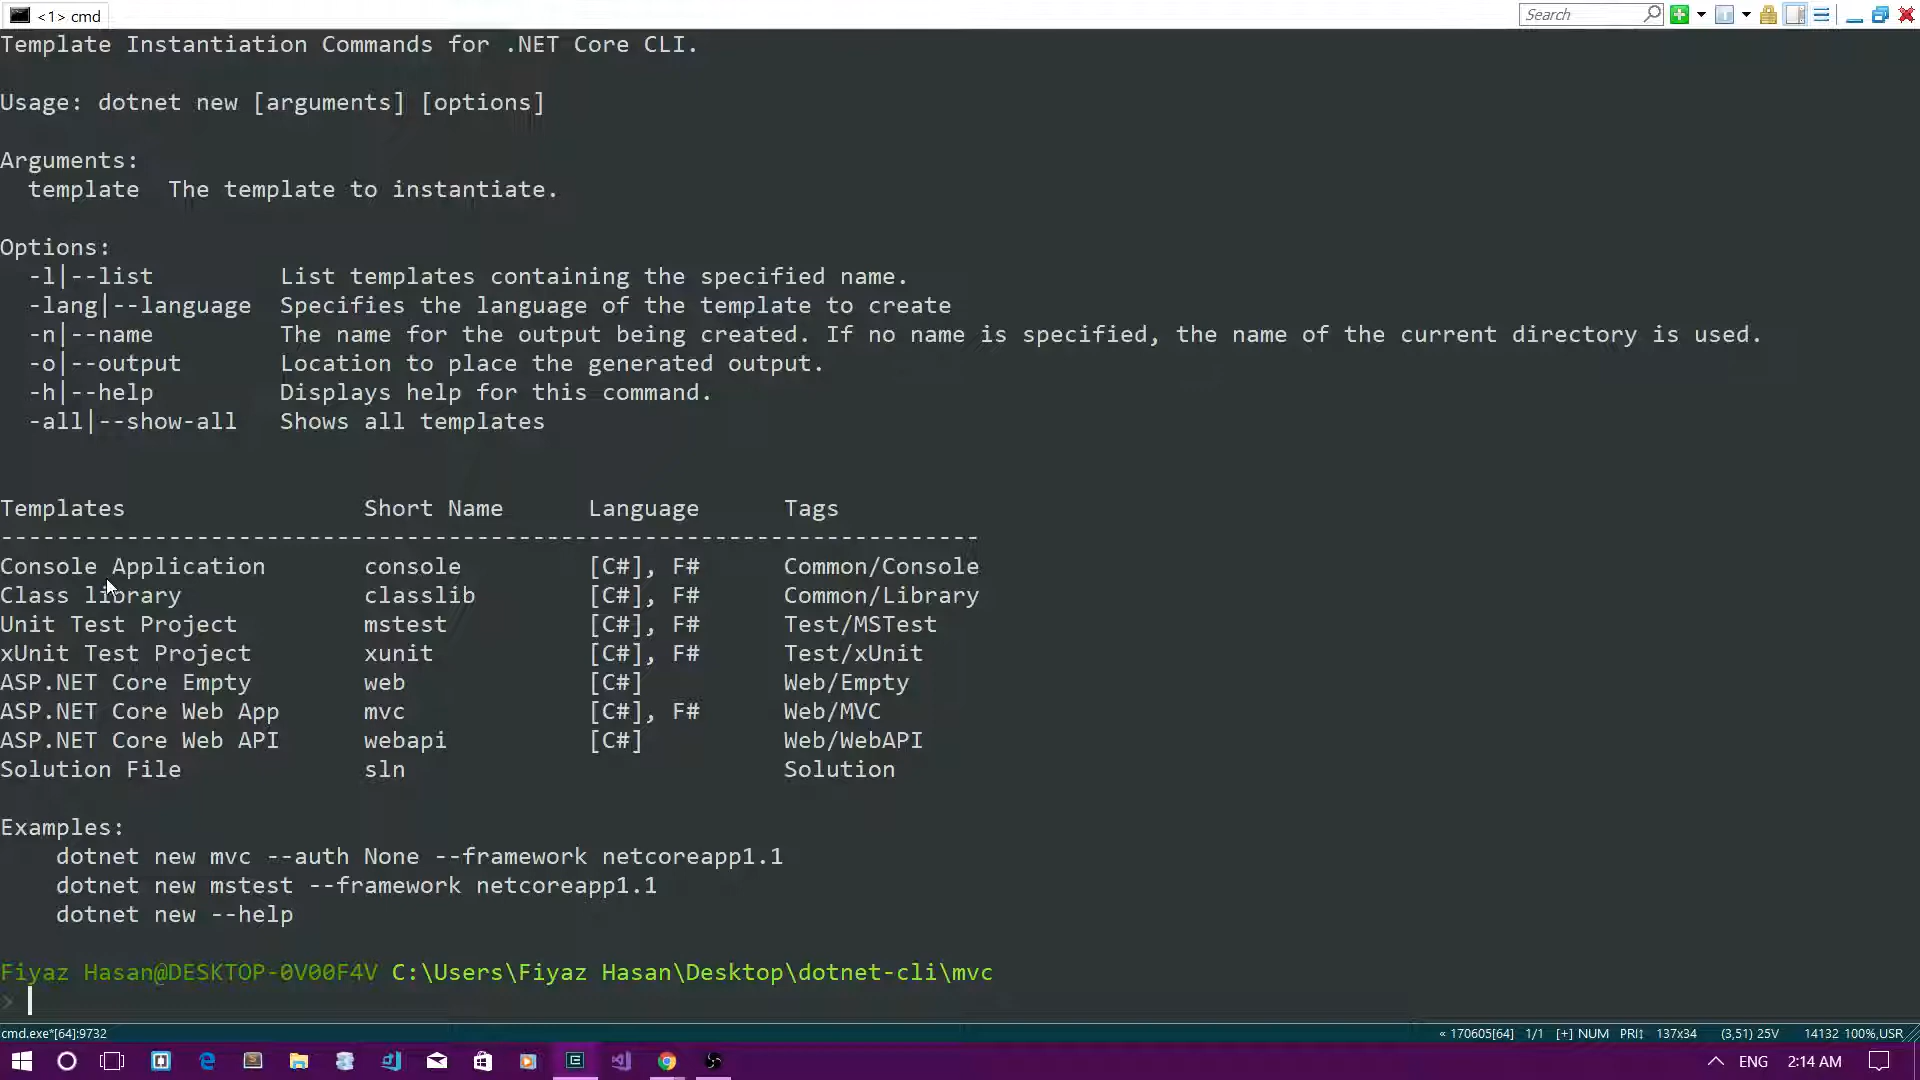 <1> cmd
Search
Template Instantiation Commands for .NET Core CLI.
Usage: dotnet new [arguments] [options]
Arguments:
template  The template to instantiate.
Options:
-l|--list         List templates containing the specified name.
-lang|--language  Specifies the language of the template to create
-n|--name         The name for the output being created. If no name is specified, the name of the current directory is used.
-o|--output       Location to place the generated output.
-h|--help         Displays help for this command.
-all|--show-all   Shows all templates
Templates                 Short Name      Language      Tags
----------------------------------------------------------------------
Console Application       console         [C#], F#      Common/Console
Class library             classlib        [C#], F#      Common/Library
Unit Test Project         mstest          [C#], F#      Test/MSTest
xUnit Test Project        xunit           [C#], F#      Test/xUnit
ASP.NET Core Empty        web             [C#]          Web/Empty
ASP.NET Core Web App      mvc             [C#], F#      Web/MVC
ASP.NET Core Web API      webapi          [C#]          Web/WebAPI
Solution File             sln                           Solution
Examples:
dotnet new mvc --auth None --framework netcoreapp1.1
dotnet new mstest --framework netcoreapp1.1
dotnet new --help
Fiyaz Hasan@DESKTOP-0V00F4V C:\Users\Fiyaz Hasan\Desktop\dotnet-cli\mvc
>
cmd.exe*[64]:9732 « 170605[64] 1/1 [+] NUM PRI↕ 137x34 (3,51) 25V 14132 100%,USR
ENG 2:14 AM